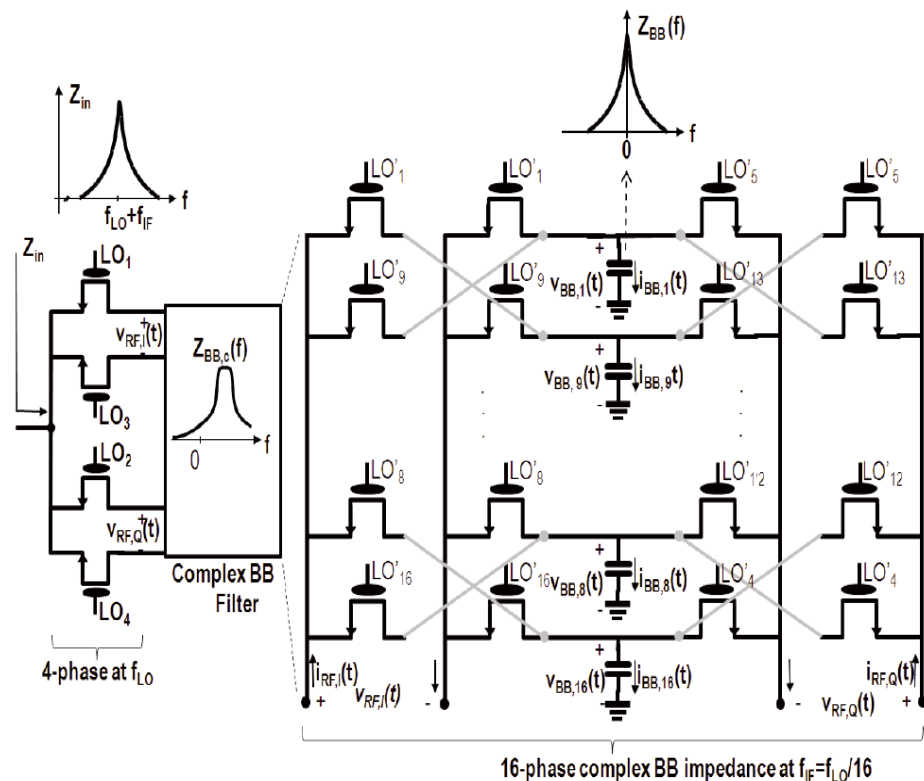 Z_BB(f)
f
0
Z_in
f
f_LO+f_IF
Z_in
LO_1
v_RF,I(t)
+
-
LO_3
LO_2
v_RF,Q(t)
+
-
LO_4
4-phase at f_LO
Z_BB,c(f)
0
f
Complex BB
Filter
LO'_1 LO'_1 LO'_5 LO'_5
+
v_BB,1(t) i_BB,1(t)
-
LO'_9 LO'_9 LO'_13 LO'_13
+
v_BB,9(t) i_BB,9t)
-
LO'_8 LO'_8 LO'_1'2 LO'_12
+
v_BB,8(t) i_BB,8(t)
-
LO'_16 LO'_16 LO'_4 LO'_4
+
v_BB,16(t) i_BB,16(t)
-
i_RF,I(t) i_RF,Q(t)
+ v_RF,I(t) - - v_RF,Q(t) +
16-phase complex BB impedance at f_IF=f_LO/16